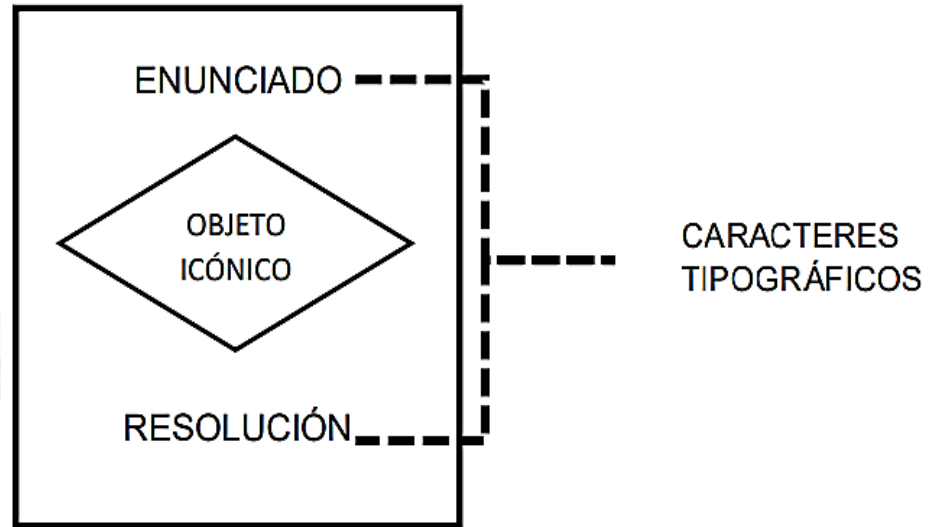 ENUNCIADO
OBJETO
ICÓNICO
RESOLUCIÓN
CARACTERES
TIPOGRÁFICOS